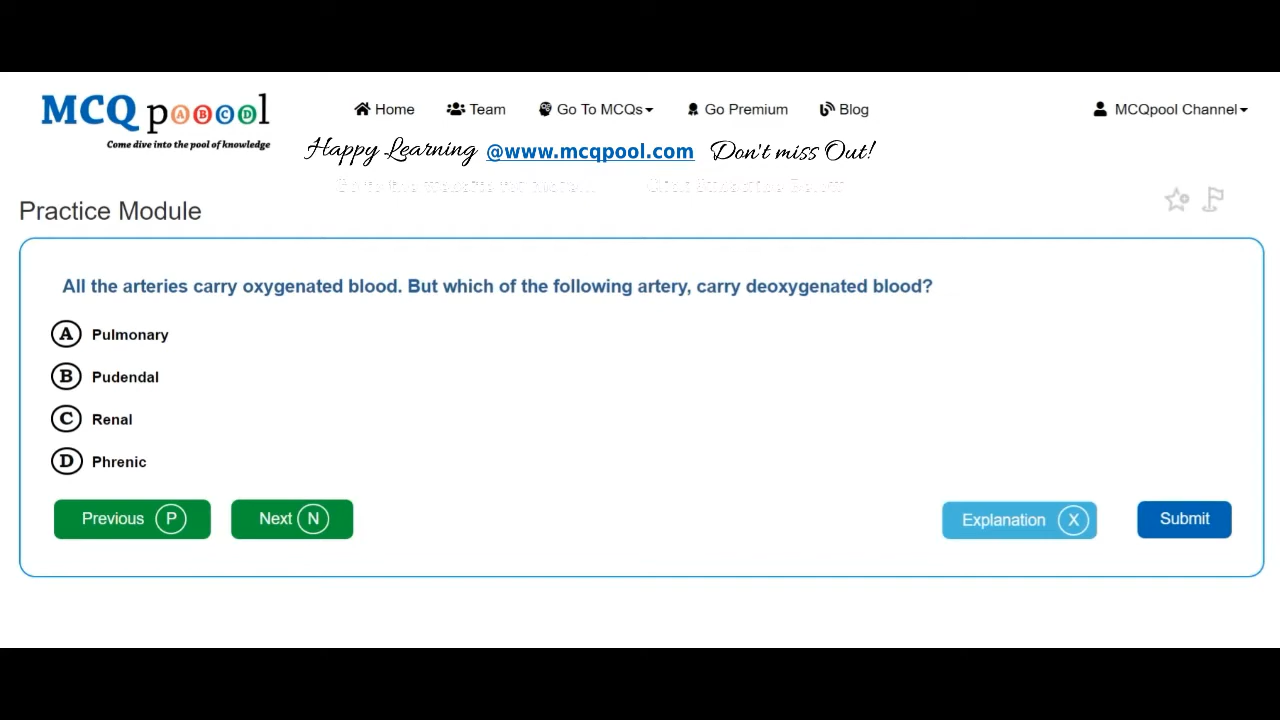 MCQ pooool
Come dive into the pool of knowledge
Home Team Go To MCQs Go Premium Blog MCQpool Channel
Happy Learning @www.mcqpool.com Don't miss Out!
Practice Module
All the arteries carry oxygenated blood. But which of the following artery, carry deoxygenated blood?
A Pulmonary
B Pudendal
C Renal
D Phrenic
Previous P Next N Explanation X Submit